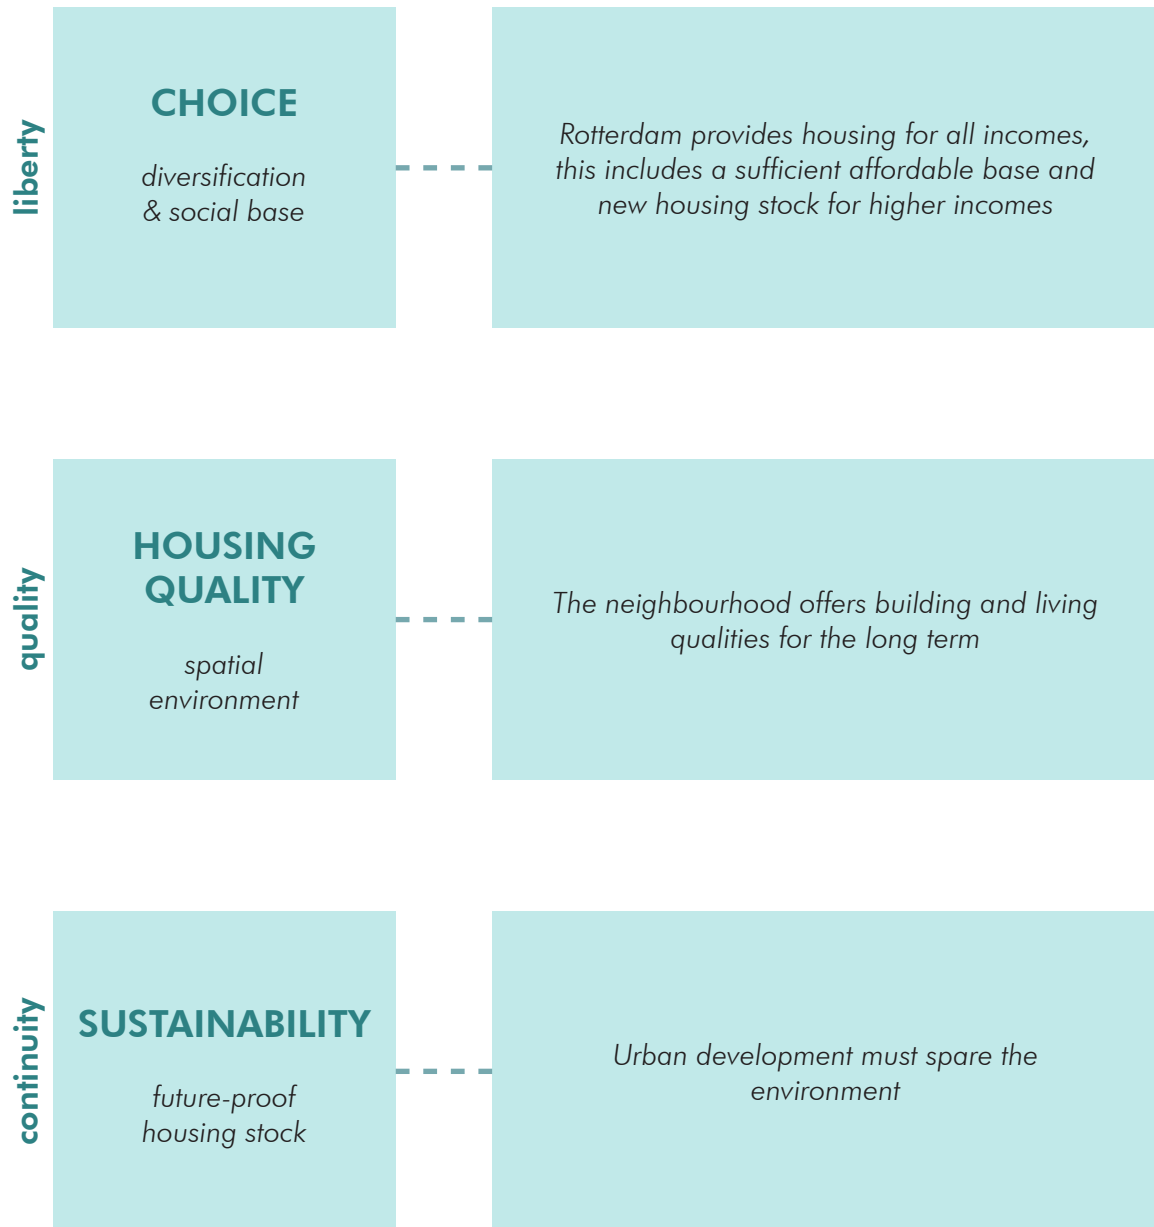 liberty
CHOICE
diversification
& social base
Rotterdam provides housing for all incomes,
this includes a sufficient affordable base and
new housing stock for higher incomes
quality
HOUSING
QUALITY
spatial
environment
The neighbourhood offers building and living
qualities for the long term
continuity
SUSTAINABILITY
future-proof
housing stock
Urban development must spare the
environment